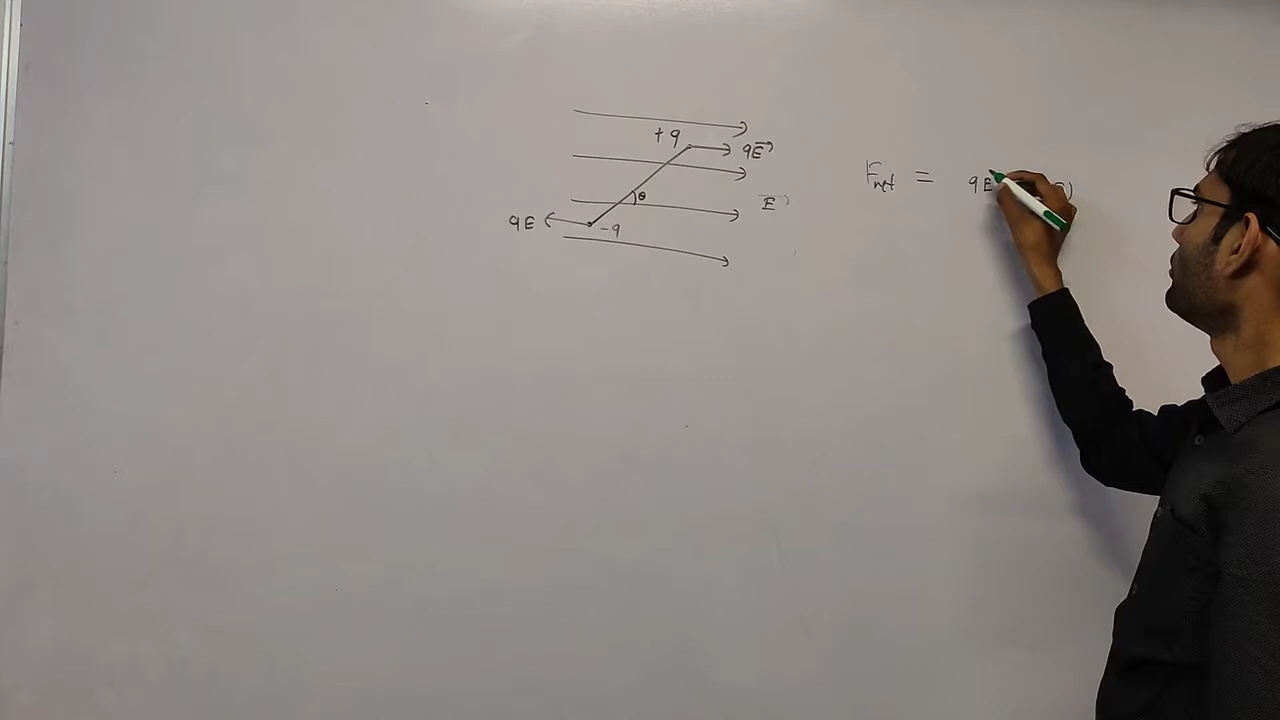 +q
qE⃗
θ
E⃗
qE
-q
F_net = qE